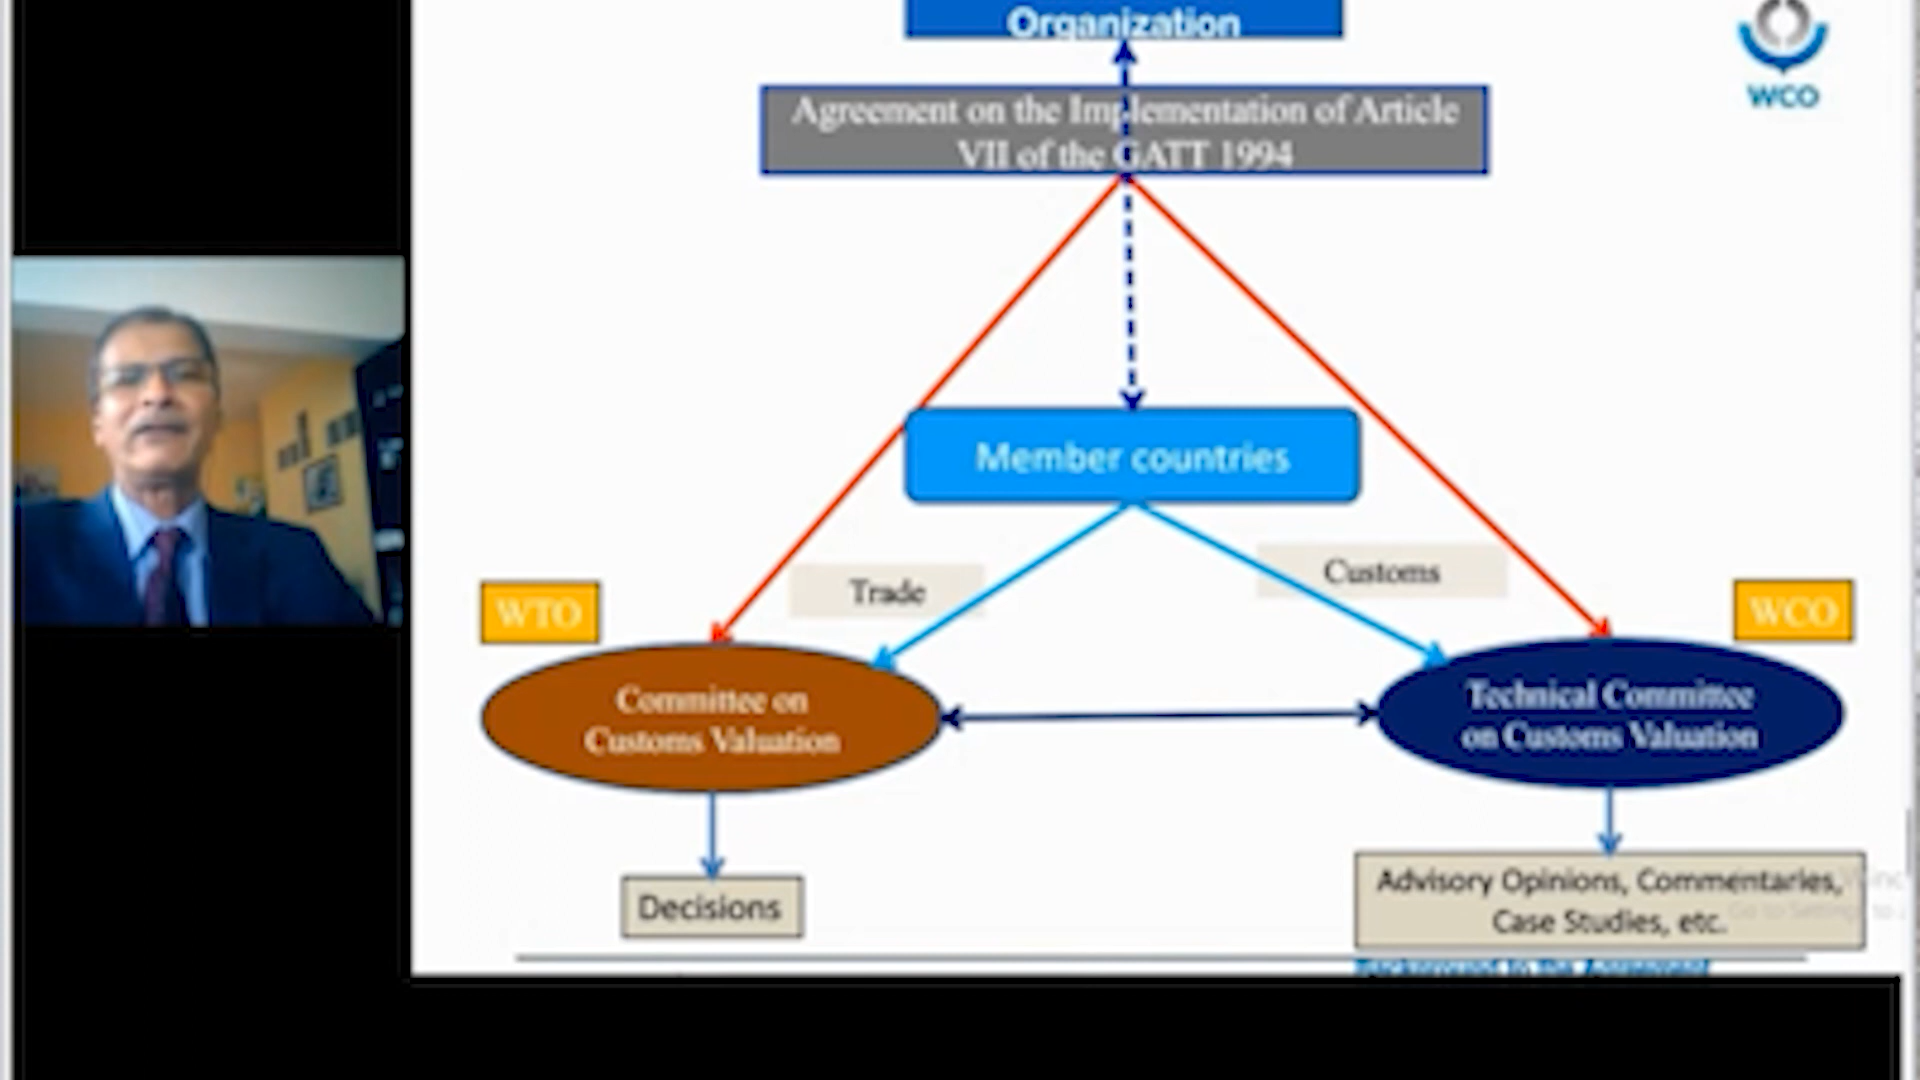 Organization
WCO
Agreement on the Implementation of Article
VII of the GATT 1994
Member countries
Trade
Customs
WTO
WCO
Committee on
Customs Valuation
Technical Committee
on Customs Valuation
Decisions
Advisory Opinions, Commentaries,
Case Studies, etc.